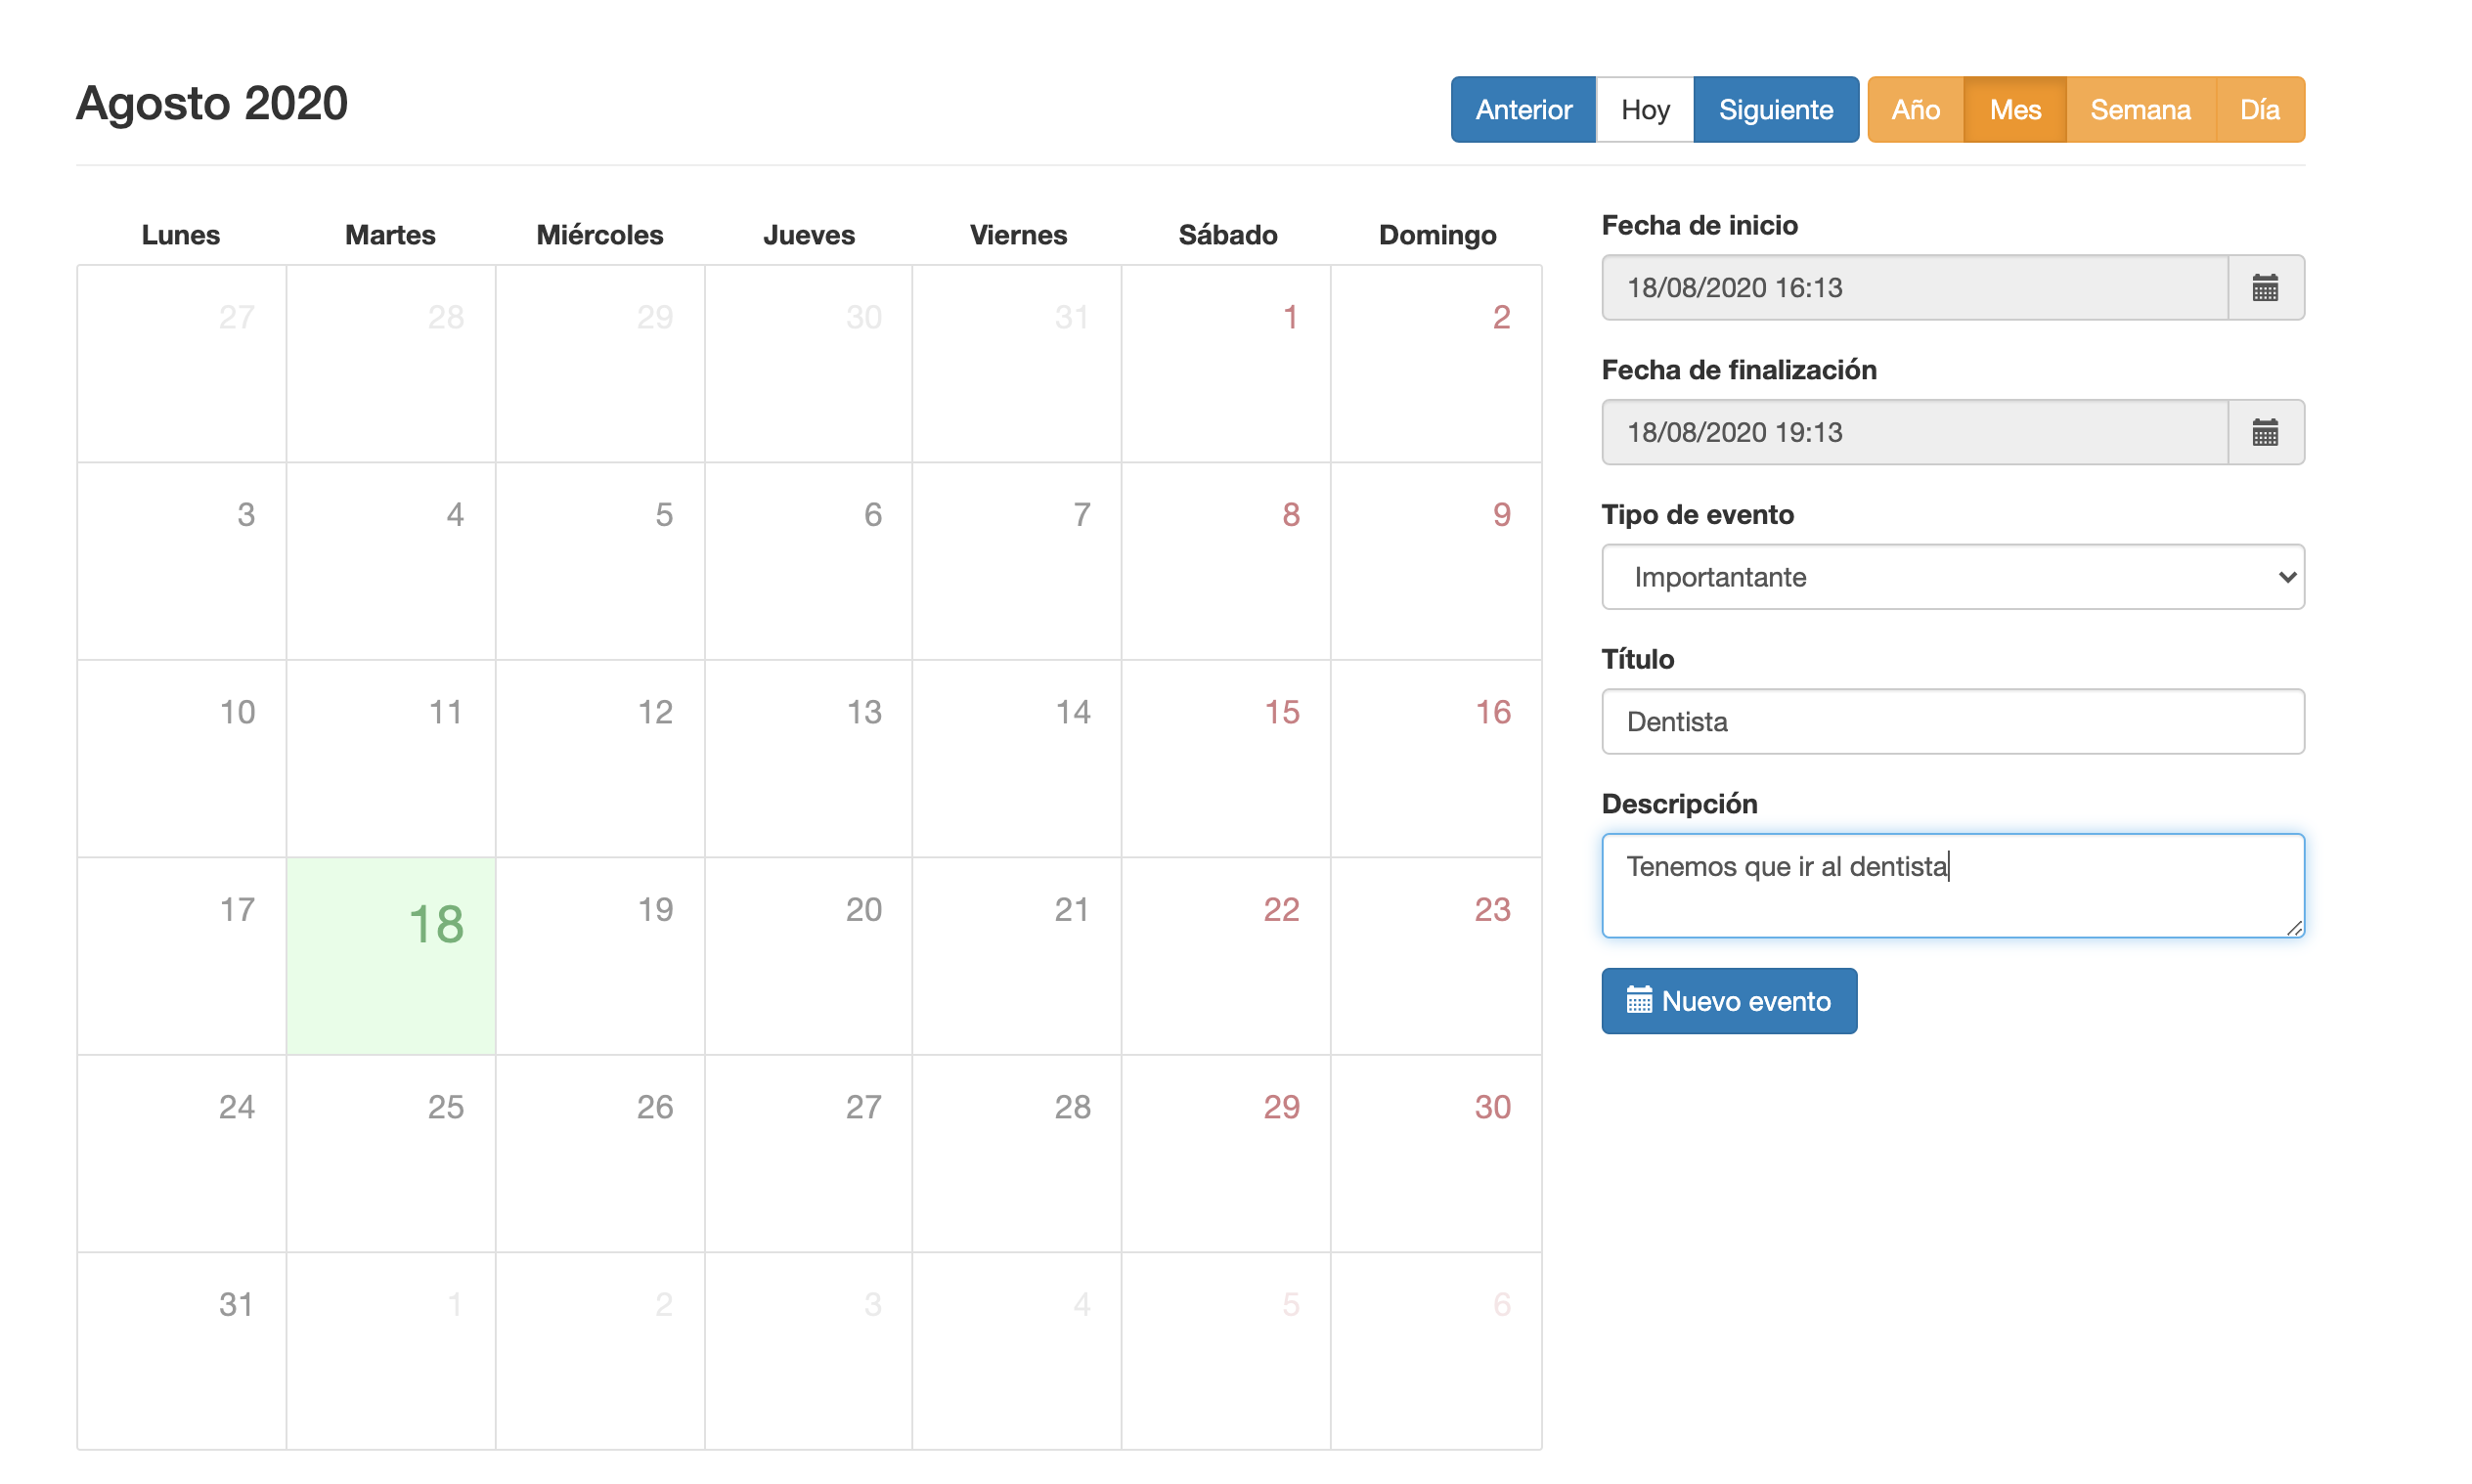 Agosto 2020
Anterior Hoy Siguiente Año Mes Semana Día
Lunes Martes Miércoles Jueves Viernes Sábado Domingo
27 28 29 30 31 1 2
3 4 5 6 7 8 9
10 11 12 13 14 15 16
17 18 19 20 21 22 23
24 25 26 27 28 29 30
31 1 2 3 4 5 6
Fecha de inicio
18/08/2020 16:13
Fecha de finalización
18/08/2020 19:13
Tipo de evento
Importantante
Título
Dentista
Descripción
Tenemos que ir al dentista
Nuevo evento